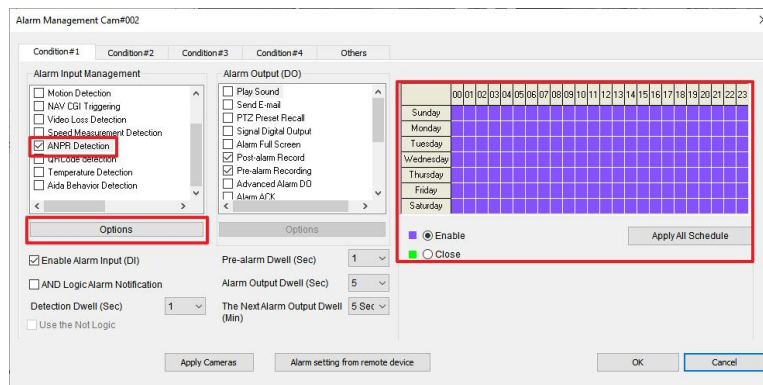 Alarm Management Cam#002
Condition#1 Condition#2 Condition#3 Condition#4 Others
Alarm Input Management
Motion Detection
NAV CGI Triggering
Video Loss Detection
Speed Measurement Detection
ANPR Detection
QRCode detection
Temperature Detection
Aida Behavior Detection
Options
Enable Alarm Input (DI)
AND Logic Alarm Notification
Detection Dwell (Sec) 1
Use the Not Logic
Alarm Output (DO)
Play Sound
Send E-mail
PTZ Preset Recall
Signal Digital Output
Alarm Full Screen
Post-alarm Record
Pre-alarm Recording
Advanced Alarm DO
Alarm ACK
Options
Pre-alarm Dwell (Sec) 1
Alarm Output Dwell (Sec) 5
The Next Alarm Output Dwell 5 Sec
(Min)
00 01 02 03 04 05 06 07 08 09 10 11 12 13 14 15 16 17 18 19 20 21 22 23
Sunday
Monday
Tuesday
Wednesday
Thursday
Friday
Saturday
Enable Apply All Schedule
Close
Apply Cameras Alarm setting from remote device OK Cancel